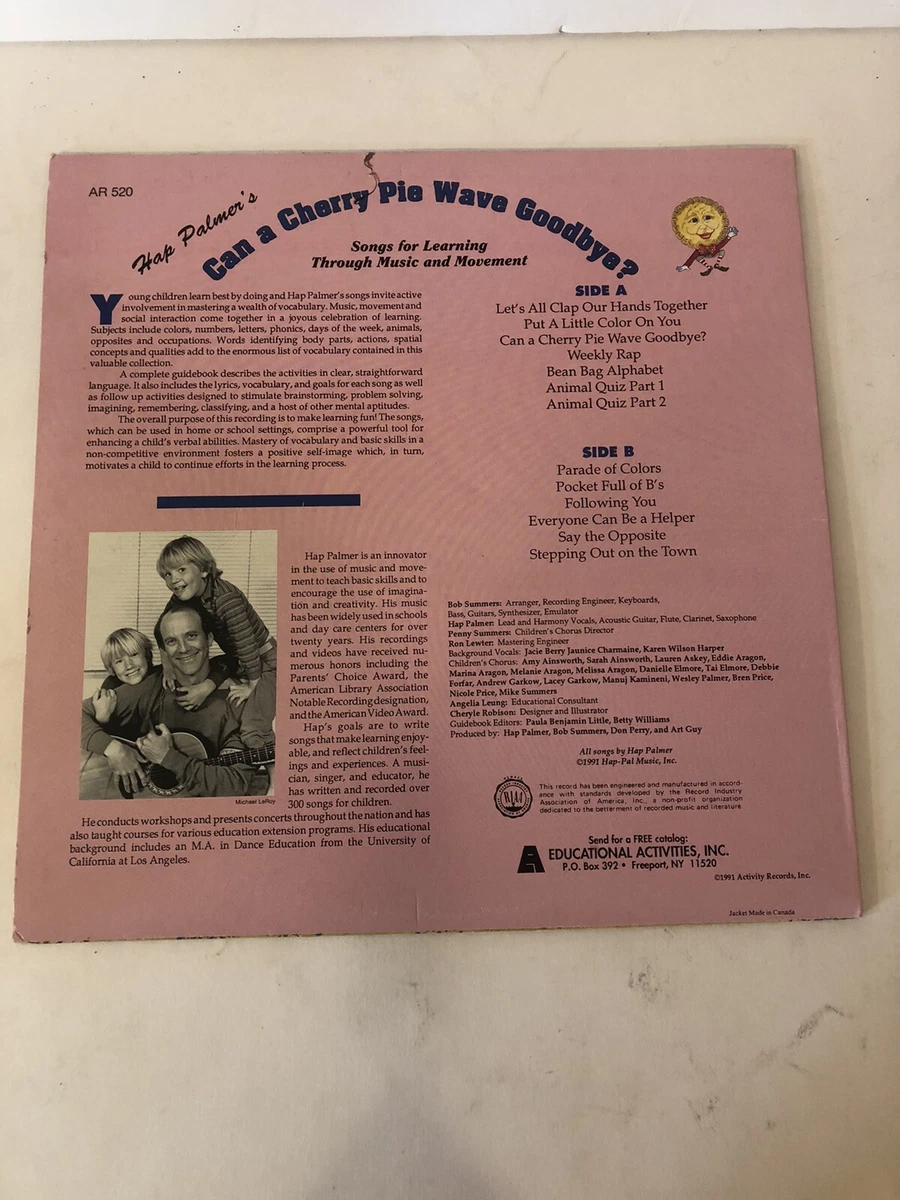 AR 520
Hap Palmer's
Can a Cherry Pie Wave Goodbye?
Songs for Learning
Through Music and Movement
Young children learn best by doing and Hap Palmer's songs invite active
involvement in mastering a wealth of vocabulary. Music, movement and
social interaction come together in a joyous celebration of learning.
Subjects include colors, numbers, letters, phonics, days of the week, animals,
opposites and occupations. Words identifying body parts, actions, spatial
concepts and qualities add to the enormous list of vocabulary contained in this
valuable collection.
A complete guidebook describes the activities in clear, straightforward
language. It also includes the lyrics, vocabulary, and goals for each song as well
as follow up activities designed to stimulate brainstorming, problem solving,
imagining, remembering, classifying, and a host of other mental aptitudes.
The overall purpose of this recording is to make learning fun! The songs,
which can be used in home or school settings, comprise a powerful tool for
enhancing a child's verbal abilities. Mastery of vocabulary and basic skills in a
non-competitive environment fosters a positive self-image which, in turn,
motivates a child to continue efforts in the learning process.
Hap Palmer is an innovator
in the use of music and move-
ment to teach basic skills and to
encourage the use of imagina-
tion and creativity. His music
has been widely used in schools
and day care centers for over
twenty years. His recordings
and videos have received nu-
merous honors including the
Parents' Choice Award, the
American Library Association
Notable Recording designation,
and the American Video Award.
Hap's goals are to write
songs that make learning enjoy-
able, and reflect children's feel-
ings and experiences. A musi-
cian, singer, and educator, he
has written and recorded over
300 songs for children.
Michael LeRoy
He conducts workshops and presents concerts throughout the nation and has
also taught courses for various education extension programs. His educational
background includes an M.A. in Dance Education from the University of
California at Los Angeles.
SIDE A
Let's All Clap Our Hands Together
Put A Little Color On You
Can a Cherry Pie Wave Goodbye?
Weekly Rap
Bean Bag Alphabet
Animal Quiz Part 1
Animal Quiz Part 2
SIDE B
Parade of Colors
Pocket Full of B's
Following You
Everyone Can Be a Helper
Say the Opposite
Stepping Out on the Town
Bob Summers: Arranger, Recording Engineer, Keyboards,
Bass, Guitars, Synthesizer, Emulator
Hap Palmer: Lead and Harmony Vocals, Acoustic Guitar, Flute, Clarinet, Saxophone
Penny Summers: Children's Chorus Director
Ron Lewter: Mastering Engineer
Background Vocals: Jacie Berry Jaunice Charmaine, Karen Wilson Harper
Children's Chorus: Amy Ainsworth, Sarah Ainsworth, Lauren Askey, Eddie Aragon,
Marina Aragon, Melanie Aragon, Melissa Aragon, Danielle Elmore, Tai Elmore, Debbie
Forfar, Andrew Garkow, Lacey Garkow, Manuj Kamineni, Wesley Palmer, Bren Price,
Nicole Price, Mike Summers
Angelia Leung: Educational Consultant
Cheryle Robison: Designer and Illustrator
Guidebook Editors: Paula Benjamin Little, Betty Williams
Produced by: Hap Palmer, Bob Summers, Don Perry, and Art Guy
All songs by Hap Palmer
©1991 Hap-Pal Music, Inc.
RIAA
This record has been engineered and manufactured in accord-
ance with standards developed by the Record Industry
Association of America, Inc., a non-profit organization
dedicated to the betterment of recorded music and literature
Send for a FREE catalog:
EDUCATIONAL ACTIVITIES, INC.
P.O. Box 392 • Freeport, NY 11520
©1991 Activity Records, Inc.
Jacket Made in Canada